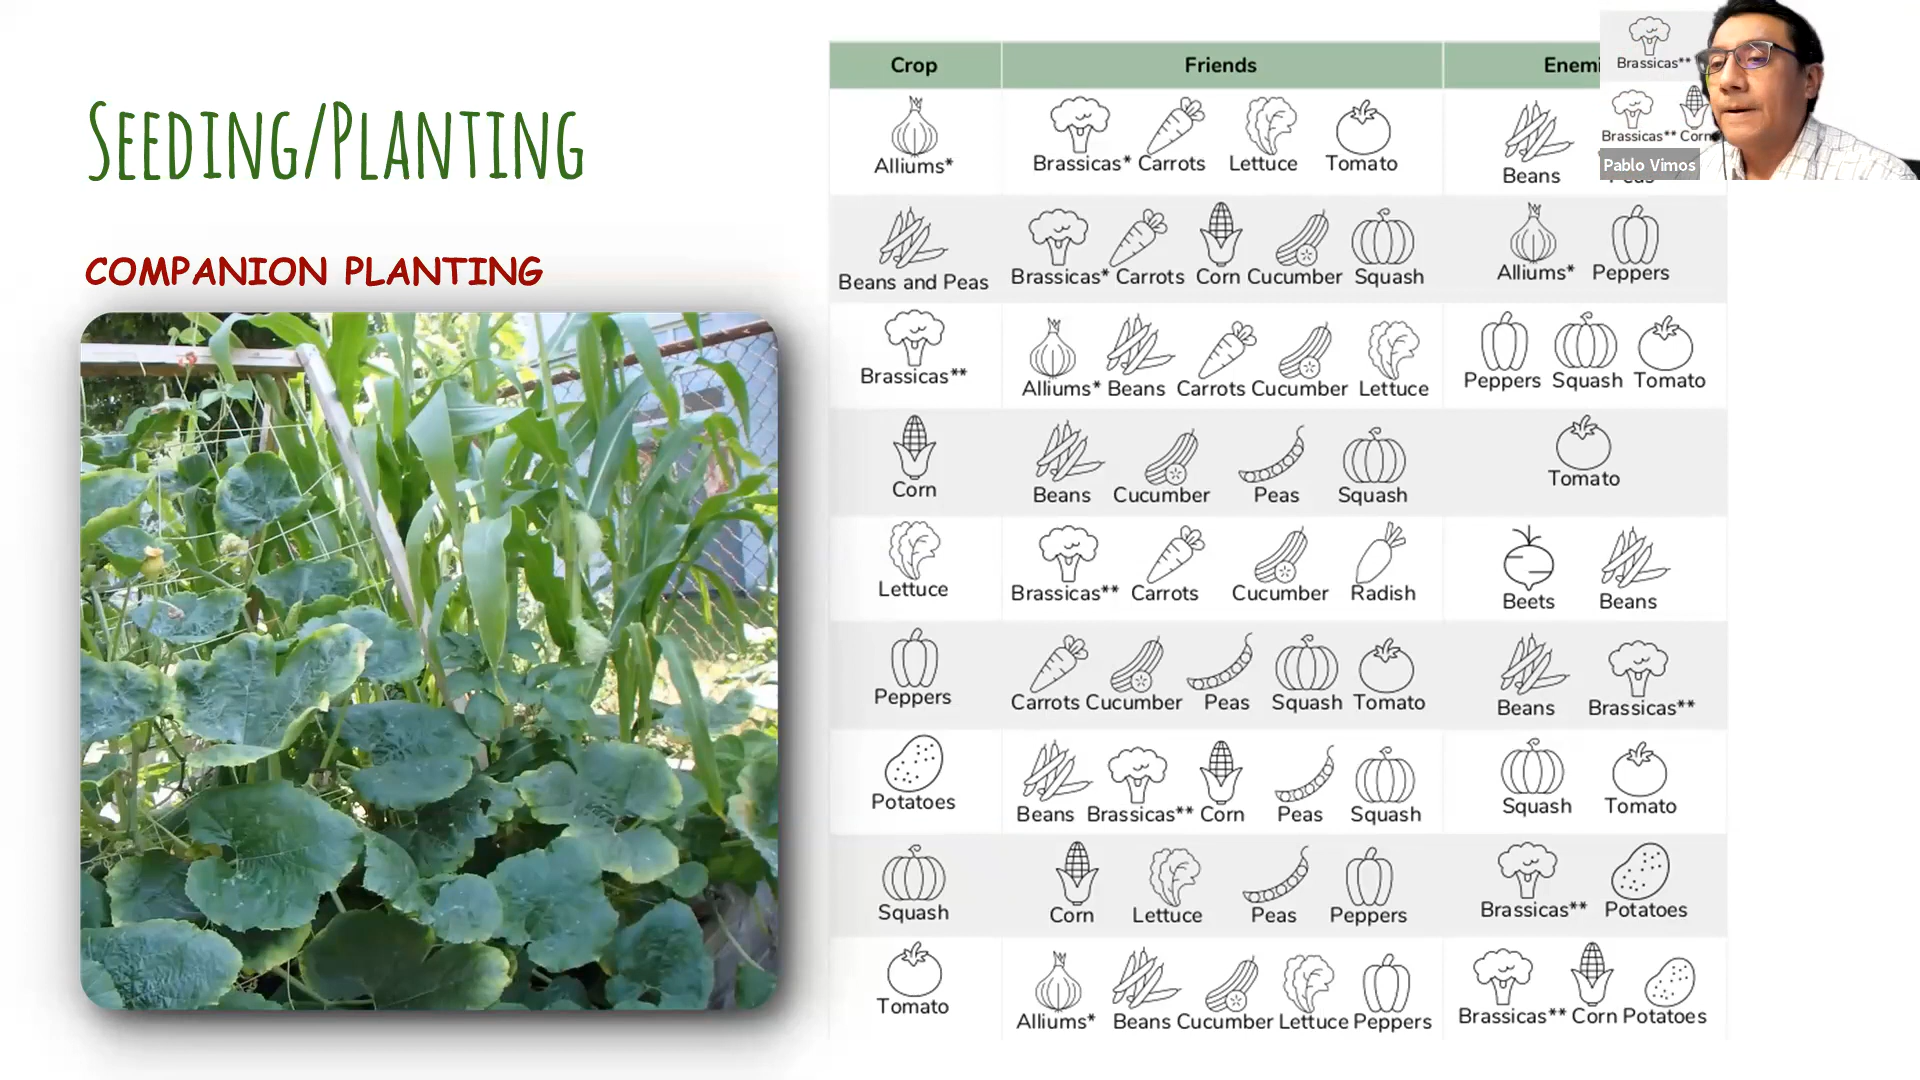 SEEDING/PLANTING
COMPANION PLANTING
Crop Friends Enemi
Alliums* Brassicas* Carrots Lettuce Tomato Beans Peas
Beans and Peas Brassicas* Carrots Corn Cucumber Squash Alliums* Peppers
Brassicas** Alliums* Beans Carrots Cucumber Lettuce Peppers Squash Tomato
Corn Beans Cucumber Peas Squash Tomato
Lettuce Brassicas** Carrots Cucumber Radish Beets Beans
Peppers Carrots Cucumber Peas Squash Tomato Beans Brassicas**
Potatoes Beans Brassicas** Corn Peas Squash Squash Tomato
Squash Corn Lettuce Peas Peppers Brassicas** Potatoes
Tomato Alliums* Beans Cucumber Lettuce Peppers Brassicas** Corn Potatoes
Brassicas**
Brassicas** Corn
Pablo Vimos